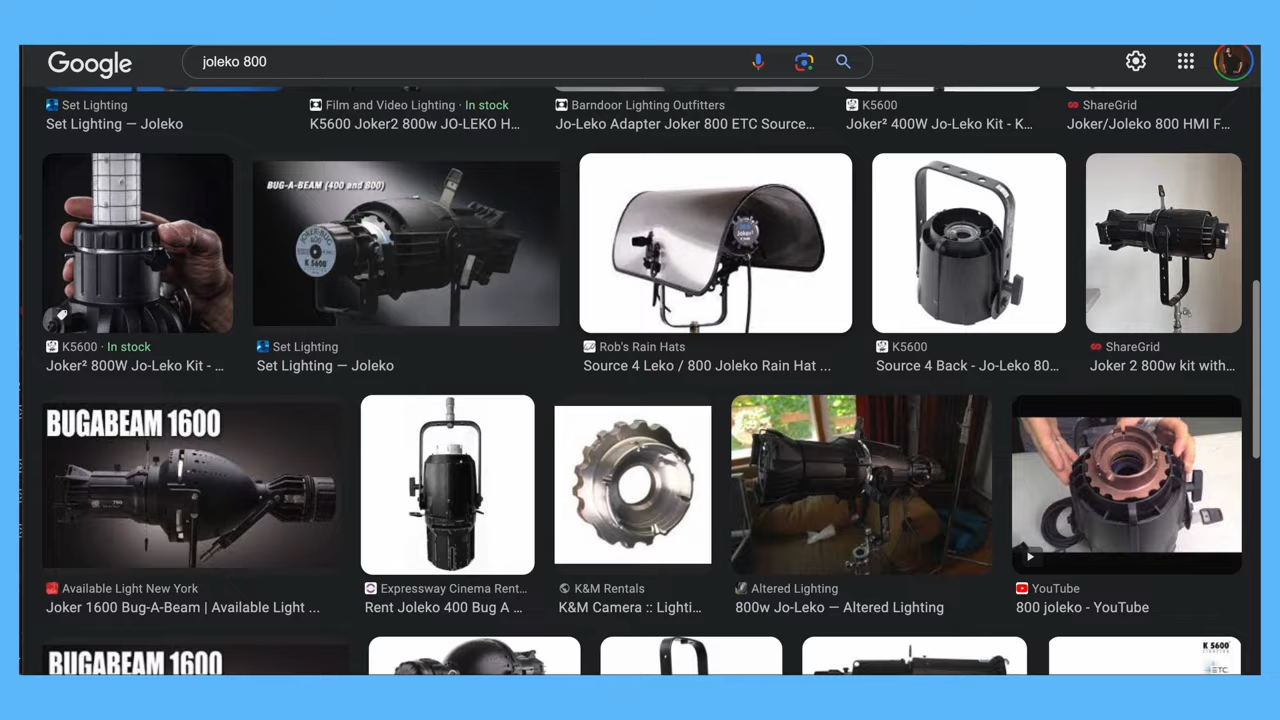 Google
joleko 800
Set Lighting
Set Lighting — Joleko
Film and Video Lighting · In stock
K5600 Joker2 800w JO-LEKO H...
Barndoor Lighting Outfitters
Jo-Leko Adapter Joker 800 ETC Source...
K5600
Joker² 400W Jo-Leko Kit - K...
ShareGrid
Joker/Joleko 800 HMI F...
BUG-A-BEAM (400 and 800)
JOKER-BUG
400
K 5600
K5600 · In stock
Joker² 800W Jo-Leko Kit - ...
Set Lighting
Set Lighting — Joleko
Rob's Rain Hats
Source 4 Leko / 800 Joleko Rain Hat ...
K5600
Source 4 Back - Jo-Leko 80...
ShareGrid
Joker 2 800w kit with...
BUGABEAM 1600
Available Light New York
Joker 1600 Bug-A-Beam | Available Light ...
Expressway Cinema Rent...
Rent Joleko 400 Bug A ...
K&M Rentals
K&M Camera :: Lighti...
Altered Lighting
800w Jo-Leko — Altered Lighting
YouTube
800 joleko - YouTube
BUGABEAM 1600
K 5600
ETC